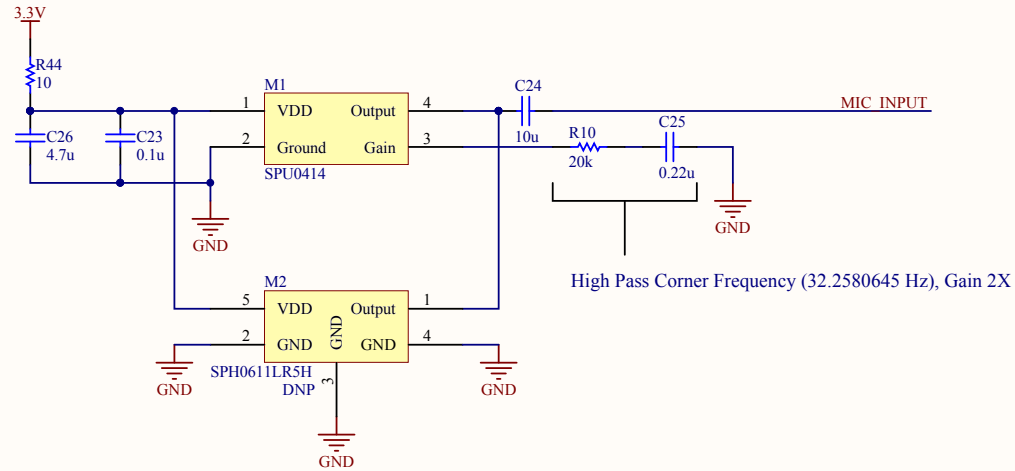 3.3V
R44
10
C26
4.7u
C23
0.1u
M1
1 VDD Output 4
2 Ground Gain 3
SPU0414
C24
10u
MIC_INPUT
R10
20k
C25
0.22u
GND
GND
High Pass Corner Frequency (32.2580645 Hz), Gain 2X
M2
5 VDD Output 1
2 GND GND GND 4
SPH0611LR5H
DNP
3
GND
GND
GND